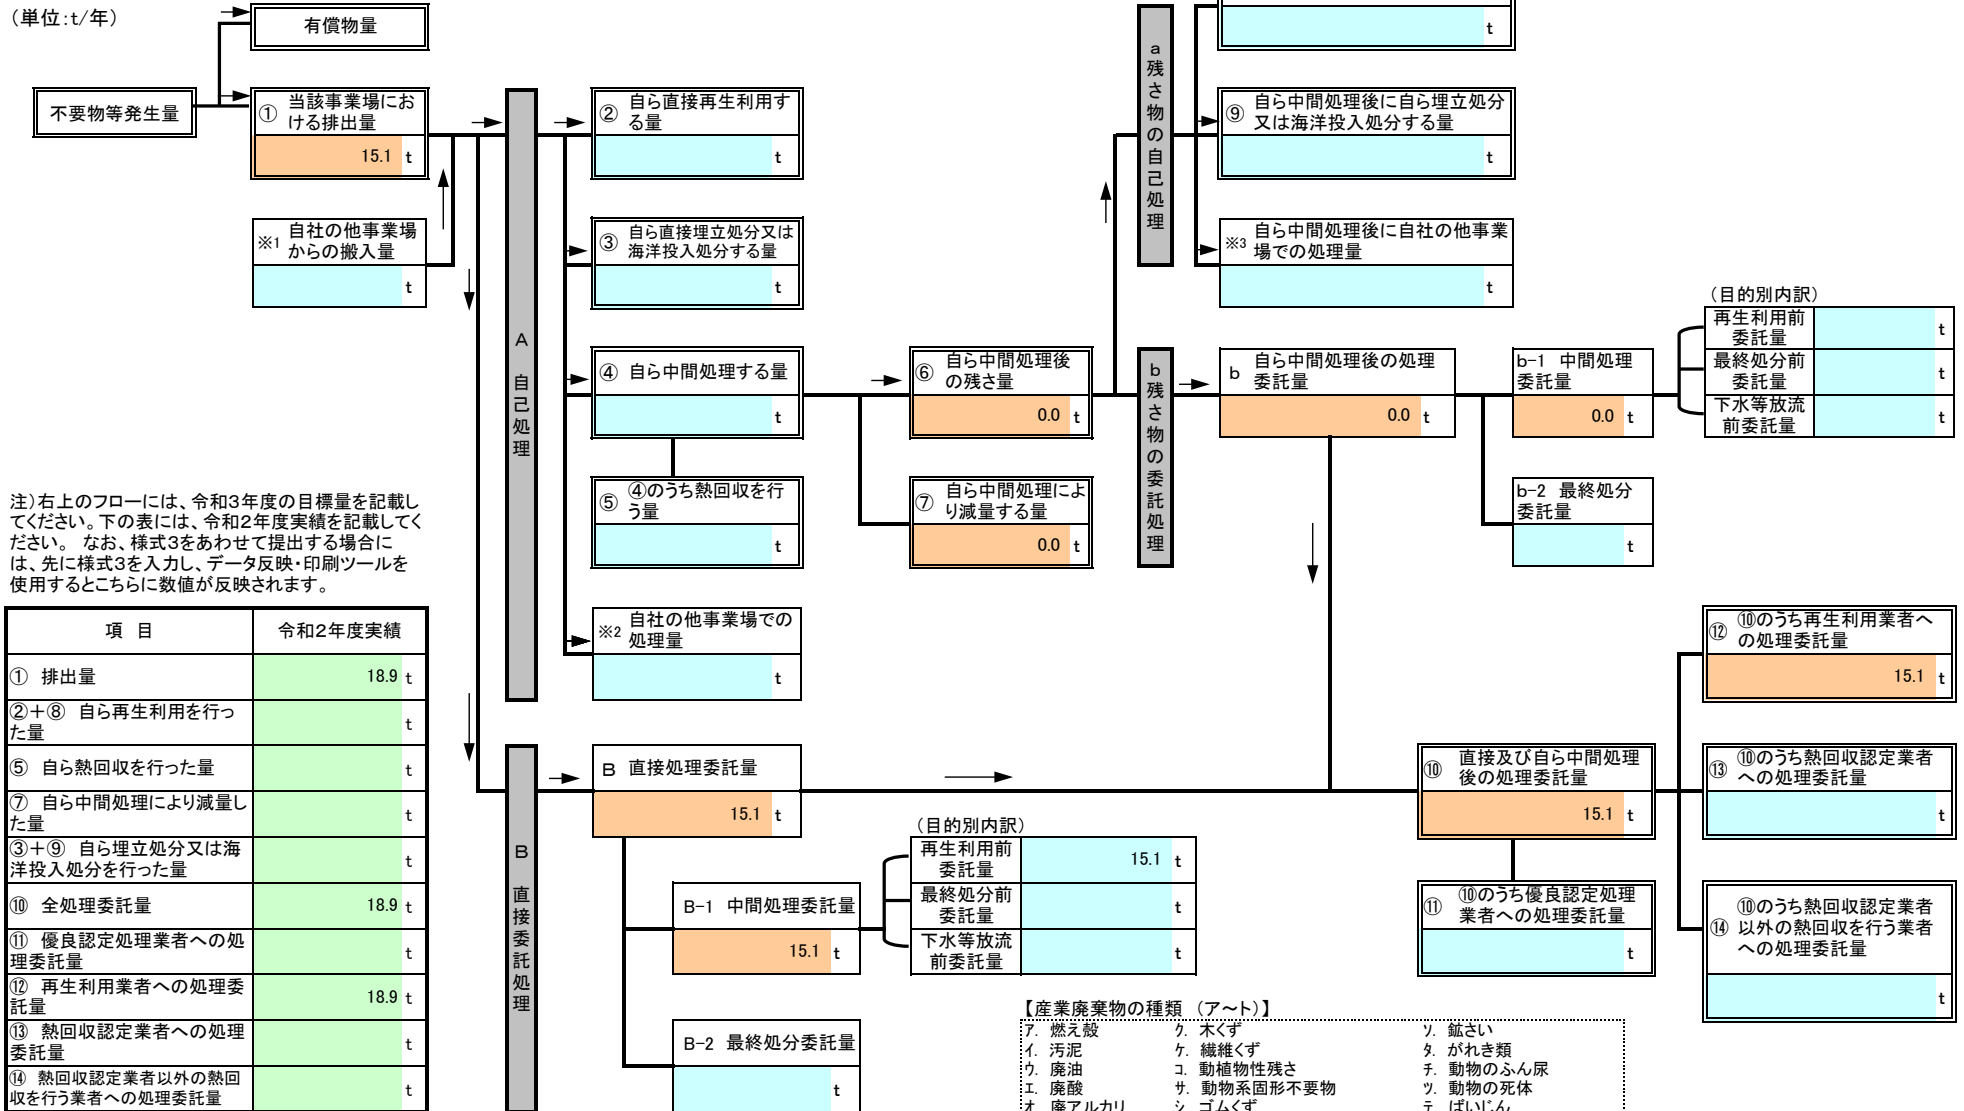 （単位:t/年）
有償物量
不要物等発生量
① 当該事業場にお
ける排出量
15.1 t
※1 自社の他事業場
からの搬入量
t
A 自己処理
② 自ら直接再生利用す
る量
t
③ 自ら直接埋立処分又は
海洋投入処分する量
t
④ 自ら中間処理する量
t
⑤ ④のうち熱回収を行
う量
t
※2 自社の他事業場での
処理量
t
⑥ 自ら中間処理後
の残さ量
0.0 t
⑦ 自ら中間処理によ
り減量する量
0.0 t
a 残さ物の自己処理
t
⑨ 自ら中間処理後に自ら埋立処分
又は海洋投入処分する量
t
※3 自ら中間処理後に自社の他事業
場での処理量
t
b 残さ物の委託処理
b 自ら中間処理後の処理
委託量
0.0 t
b-1 中間処理
委託量
0.0 t
b-2 最終処分
委託量
t
（目的別内訳）
再生利用前
委託量
t
最終処分前
委託量
t
下水等放流
前委託量
t
注）右上のフローには、令和3年度の目標量を記載し
てください。下の表には、令和2年度実績を記載してく
ださい。 なお、様式3をあわせて提出する場合に
は、先に様式3を入力し、データ反映・印刷ツールを
使用するとこちらに数値が反映されます。
項 目 令和2年度実績
① 排出量 18.9 t
②＋⑧ 自ら再生利用を行っ
た量 t
⑤ 自ら熱回収を行った量 t
⑦ 自ら中間処理により減量し
た量 t
③＋⑨ 自ら埋立処分又は海
洋投入処分を行った量 t
⑩ 全処理委託量 18.9 t
⑪ 優良認定処理業者への処
理委託量 t
⑫ 再生利用業者への処理委
託量 18.9 t
⑬ 熱回収認定業者への処理
委託量 t
⑭ 熱回収認定業者以外の熱回
収を行う業者への処理委託量 t
B 直接委託処理
B 直接処理委託量
15.1 t
B-1 中間処理委託量
15.1 t
B-2 最終処分委託量
t
（目的別内訳）
再生利用前
委託量
15.1 t
最終処分前
委託量
t
下水等放流
前委託量
t
⑩ 直接及び自ら中間処理
後の処理委託量
15.1 t
⑪ ⑩のうち優良認定処理
業者への処理委託量
t
⑫ ⑩のうち再生利用業者へ
の処理委託量
15.1 t
⑬ ⑩のうち熱回収認定業者
への処理委託量
t
⑭ ⑩のうち熱回収認定業者
以外の熱回収を行う業者
への処理委託量
t
【産業廃棄物の種類 （ア～ト）】
ｱ. 燃え殻 ｸ. 木くず ｿ. 鉱さい
ｲ. 汚泥 ｹ. 繊維くず ﾀ. がれき類
ｳ. 廃油 ｺ. 動植物性残さ ﾁ. 動物のふん尿
ｴ. 廃酸 ｻ. 動物系固形不要物 ﾂ. 動物の死体
ｵ. 廃アルカリ ｼ. ゴムくず ﾃ. ばいじん